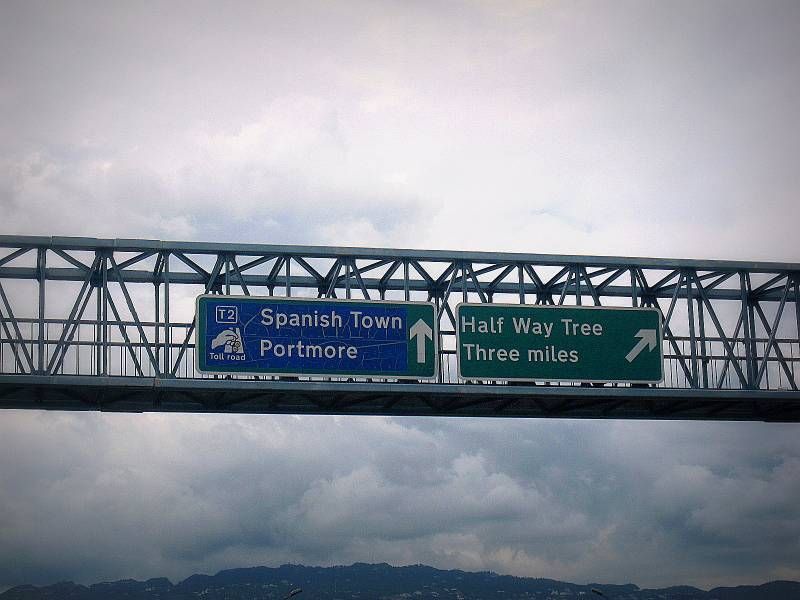 T2
Toll road
Spanish Town
Portmore
Half Way Tree
Three miles